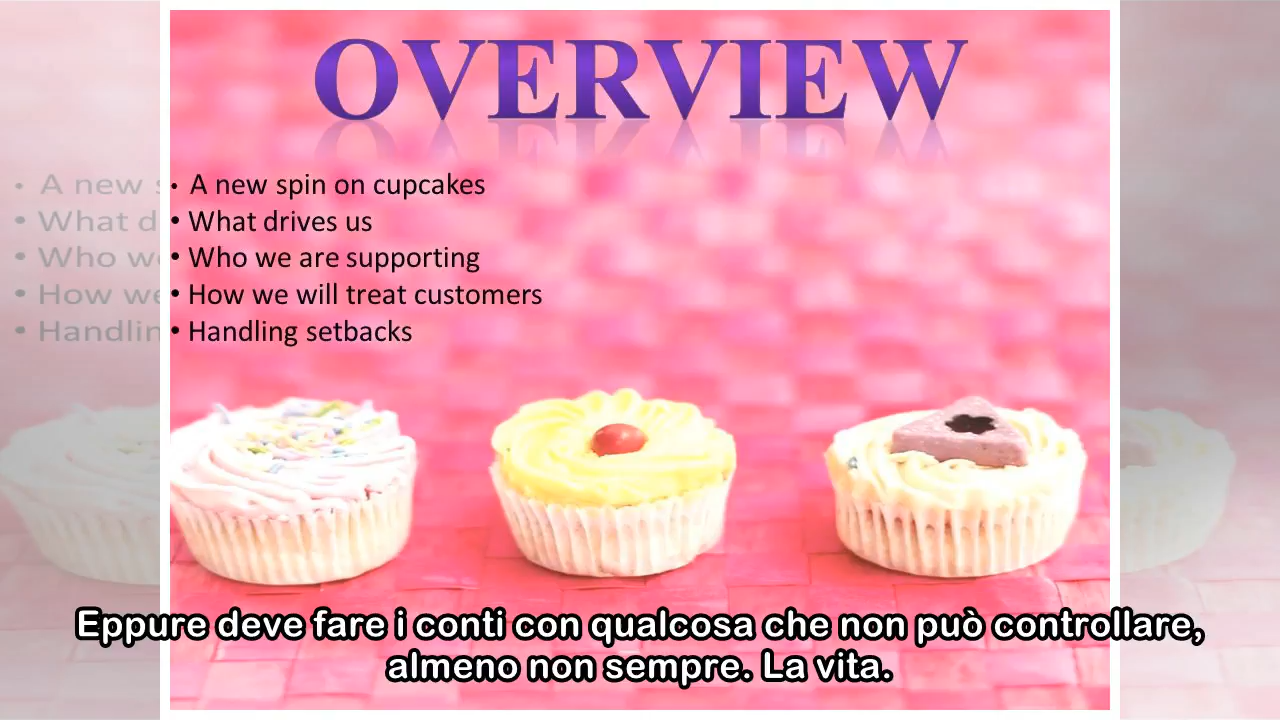 OVERVIEW
• A new spin on cupcakes
• What drives us
• Who we are supporting
• How we will treat customers
• Handling setbacks
Eppure deve fare i conti con qualcosa che non può controllare,
almeno non sempre. La vita.